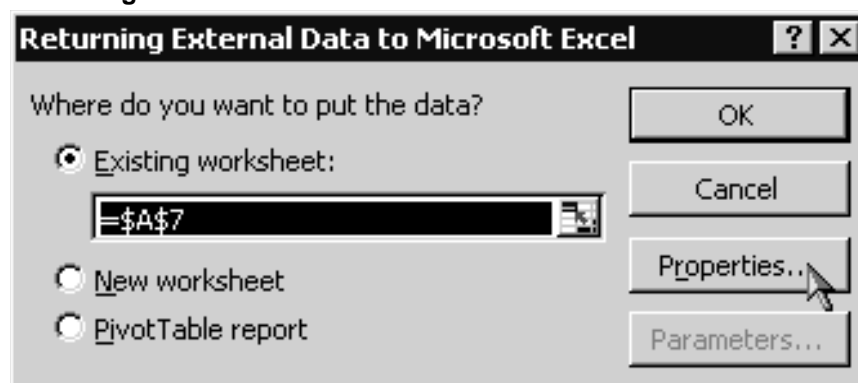 Returning External Data to Microsoft Excel ? X
Where do you want to put the data?
OK
Existing worksheet:
Cancel
=$A$7
Properties..
New worksheet
PivotTable report
Parameters...